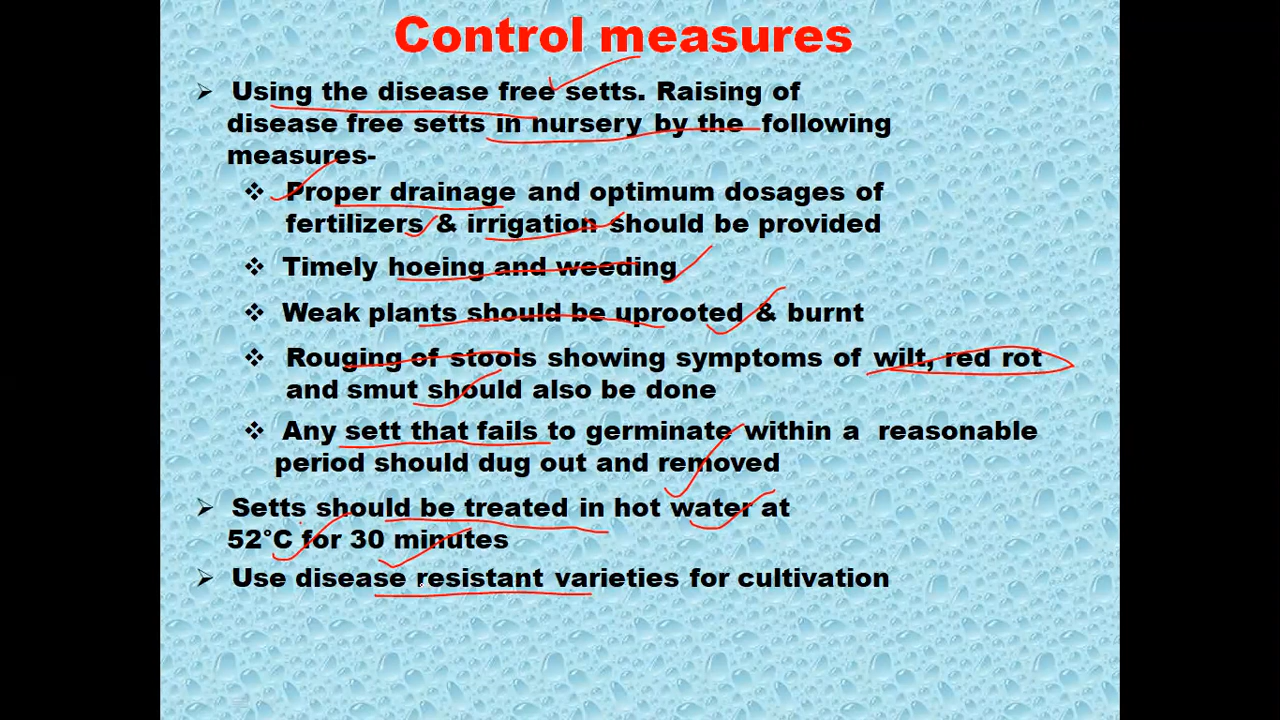 Control measures
➢ Using the disease free setts. Raising of
disease free setts in nursery by the following
measures-
❖ Proper drainage and optimum dosages of
fertilizers & irrigation should be provided
❖ Timely hoeing and weeding
❖ Weak plants should be uprooted & burnt
❖ Rouging of stools showing symptoms of wilt, red rot
and smut should also be done
❖ Any sett that fails to germinate within a reasonable
period should dug out and removed
➢ Setts should be treated in hot water at
52°C for 30 minutes
➢ Use disease resistant varieties for cultivation